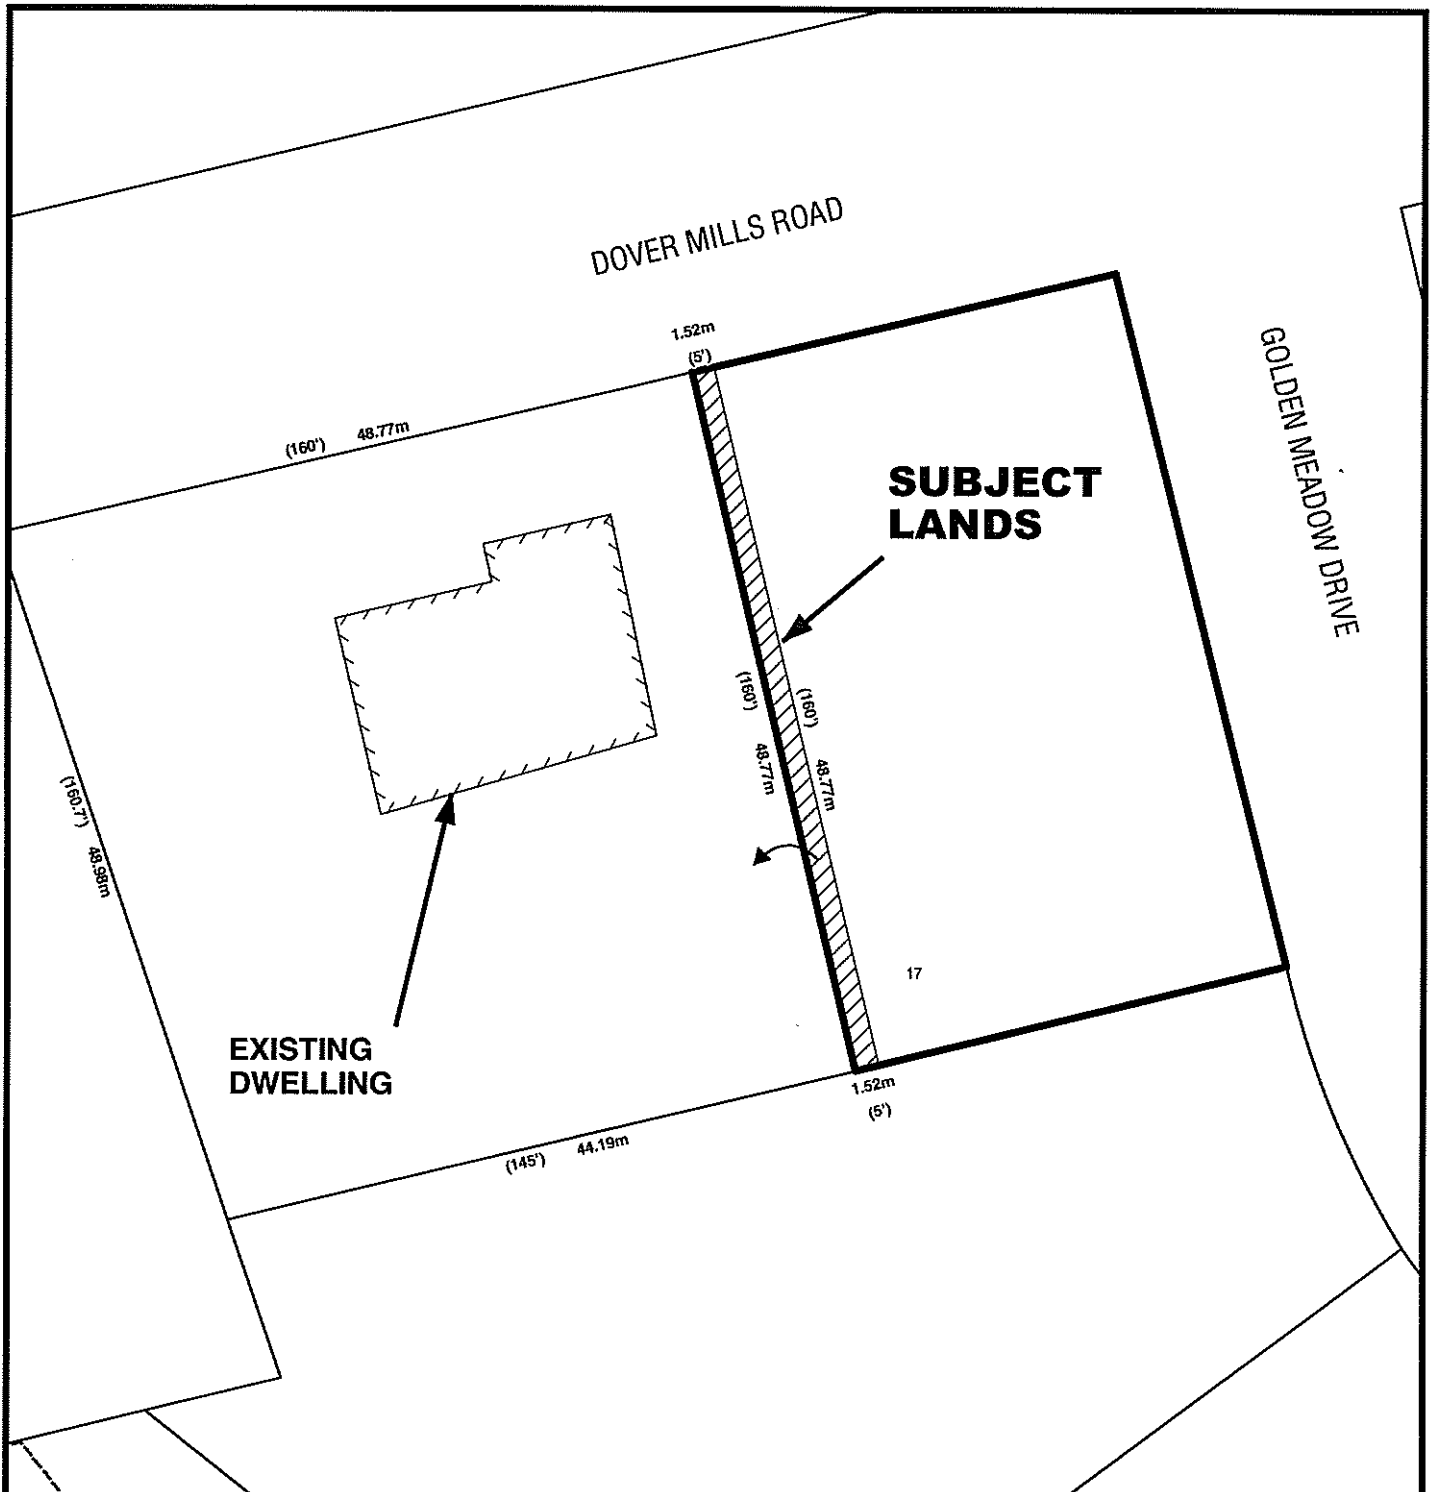 DOVER MILLS ROAD
1.52m
(5')
(160') 48.77m
GOLDEN MEADOW DRIVE
SUBJECT
LANDS
(160') 48.77m
(160') 48.77m
(160.7') 48.98m
17
EXISTING
DWELLING
1.52m
(5')
(145') 44.19m